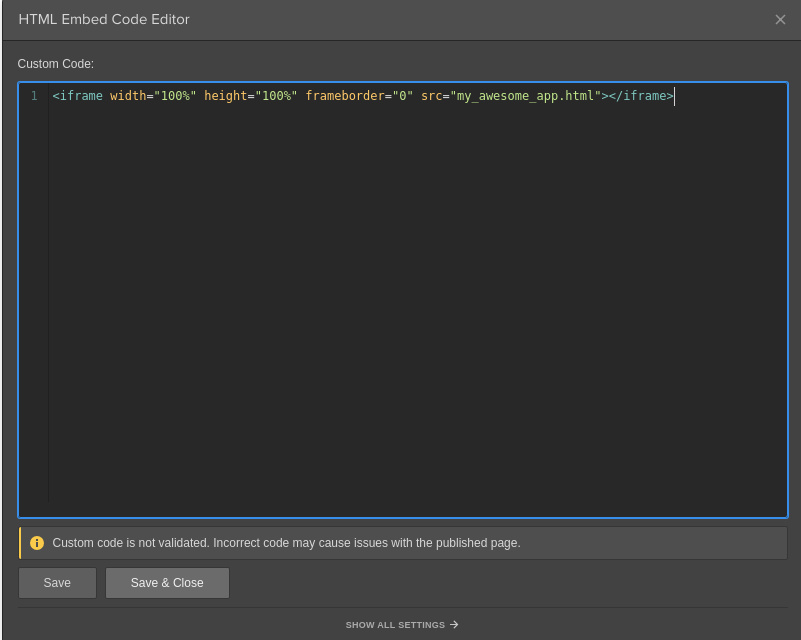 HTML Embed Code Editor
Custom Code:
1 <iframe width="100%" height="100%" frameborder="0" src="my_awesome_app.html"></iframe>
Custom code is not validated. Incorrect code may cause issues with the published page.
Save Save & Close
SHOW ALL SETTINGS